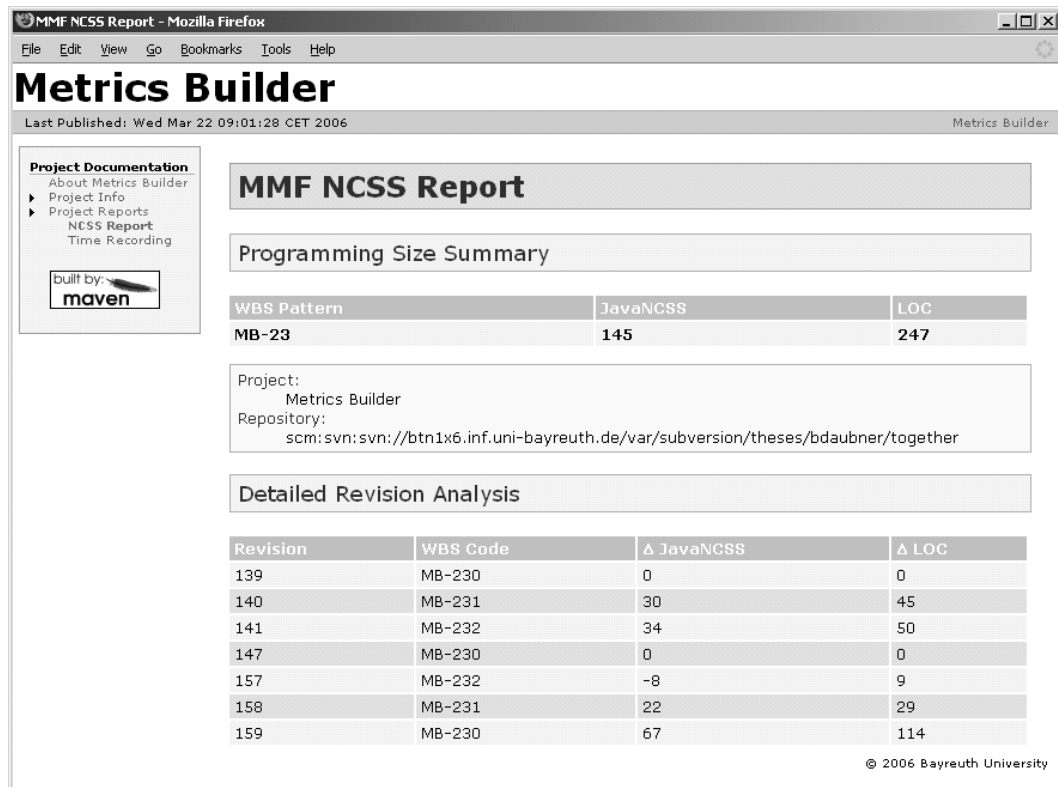 MMF NCSS Report - Mozilla Firefox
File Edit View Go Bookmarks Tools Help
Metrics Builder
Last Published: Wed Mar 22 09:01:28 CET 2006 Metrics Builder
Project Documentation
About Metrics Builder
Project Info
Project Reports
NCSS Report
Time Recording
built by:
maven
MMF NCSS Report
Programming Size Summary
WBS Pattern JavaNCSS LOC
MB-23 145 247
Project:
Metrics Builder
Repository:
scm:svn:svn://btn1x6.inf.uni-bayreuth.de/var/subversion/theses/bdaubner/together
Detailed Revision Analysis
Revision WBS Code Δ JavaNCSS Δ LOC
139 MB-230 0 0
140 MB-231 30 45
141 MB-232 34 50
147 MB-230 0 0
157 MB-232 -8 9
158 MB-231 22 29
159 MB-230 67 114
© 2006 Bayreuth University